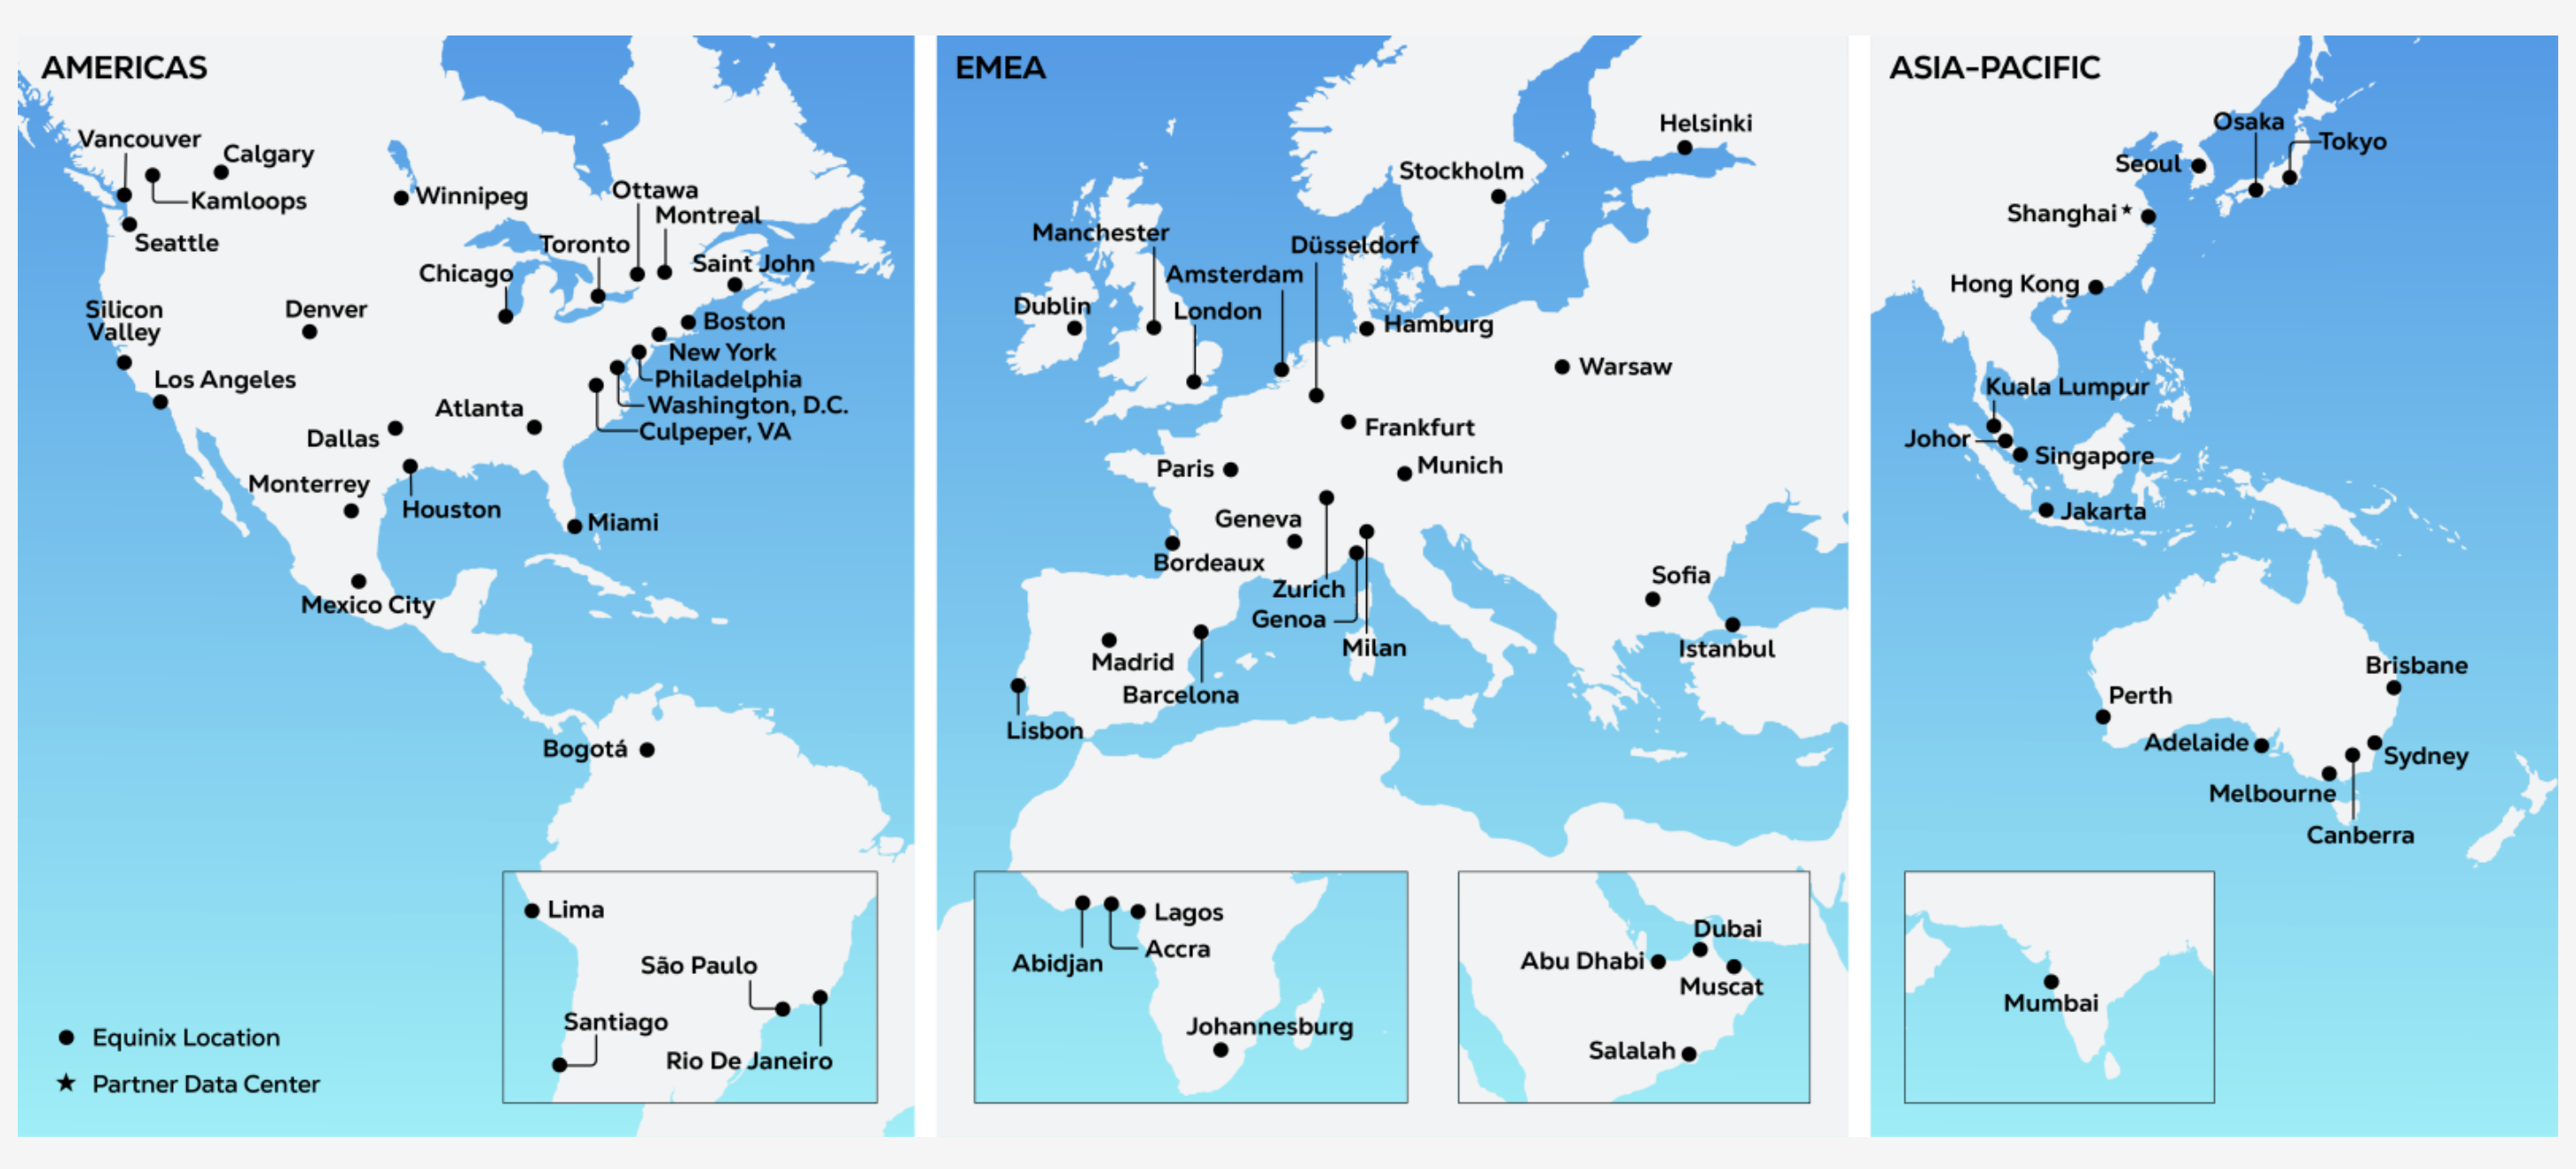 AMERICAS
Vancouver
Calgary
Kamloops
Winnipeg
Seattle
Ottawa
Montreal
Toronto
Saint John
Chicago
Silicon
Valley
Denver
Boston
New York
Los Angeles
Philadelphia
Washington, D.C.
Atlanta
Culpeper, VA
Dallas
Monterrey
Houston
Miami
Mexico City
Bogotá
Lima
São Paulo
Santiago
Rio De Janeiro
● Equinix Location
★ Partner Data Center
EMEA
Helsinki
Stockholm
Manchester
Düsseldorf
Amsterdam
Dublin
London
Hamburg
Warsaw
Frankfurt
Paris
Munich
Geneva
Bordeaux
Zurich
Sofia
Genoa
Milan
Istanbul
Madrid
Barcelona
Lisbon
Lagos
Accra
Abidjan
Johannesburg
Dubai
Abu Dhabi
Muscat
Salalah
ASIA-PACIFIC
Osaka
Tokyo
Seoul
Shanghai★
Hong Kong
Kuala Lumpur
Johor
Singapore
Jakarta
Brisbane
Perth
Adelaide
Sydney
Melbourne
Canberra
Mumbai